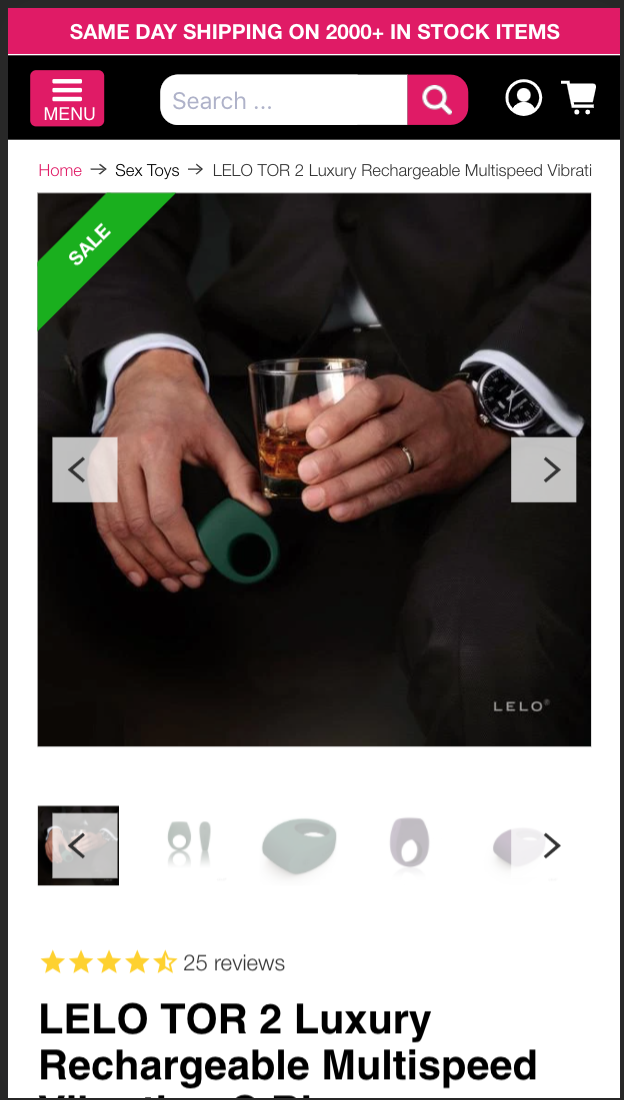 SAME DAY SHIPPING ON 2000+ IN STOCK ITEMS
MENU
Search ...
Home → Sex Toys → LELO TOR 2 Luxury Rechargeable Multispeed Vibrati
SALE
LELO®
25 reviews
LELO TOR 2 Luxury
Rechargeable Multispeed